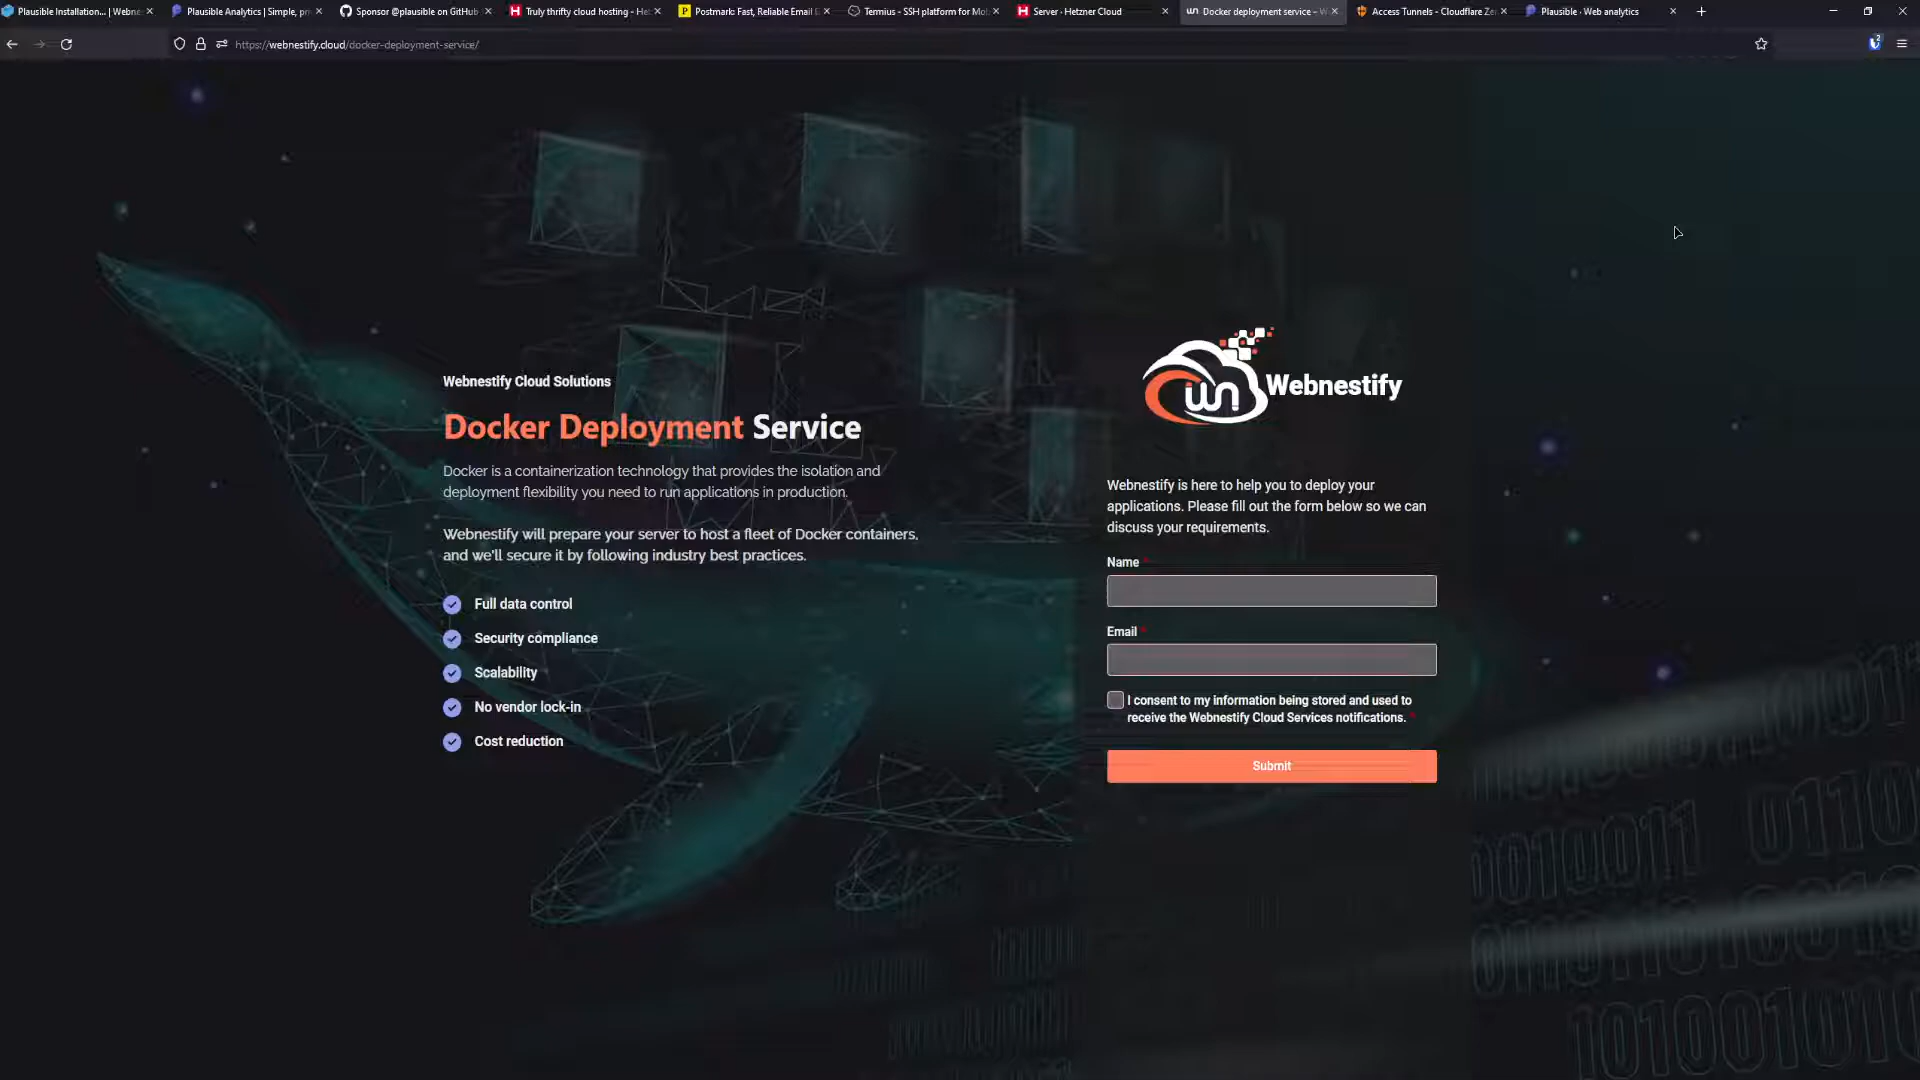 Plausible Installation... | Webne
Plausible Analytics | Simple, pr
Sponsor @plausible on GitHub
Truly thrifty cloud hosting - He
Postmark: Fast, Reliable Email
Termius - SSH platform for Mo
Server · Hetzner Cloud
Docker deployment service – W
Access Tunnels - Cloudflare Ze
Plausible · Web analytics
https://webnestify.cloud/docker-deployment-service/
2
Webnestify Cloud Solutions
Docker Deployment Service
Docker is a containerization technology that provides the isolation and
deployment flexibility you need to run applications in production.
Webnestify will prepare your server to host a fleet of Docker containers,
and we'll secure it by following industry best practices.
Full data control
Security compliance
Scalability
No vendor lock-in
Cost reduction
wn Webnestify
Webnestify is here to help you to deploy your
applications. Please fill out the form below so we can
discuss your requirements.
Name *
Email *
I consent to my information being stored and used to
receive the Webnestify Cloud Services notifications. *
Submit